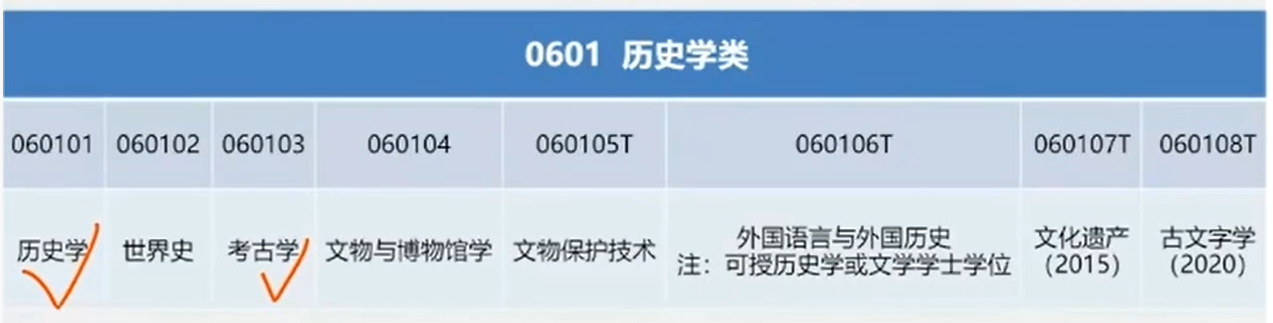 0601 历史学类
060101 060102 060103 060104 060105T 060106T 060107T 060108T
历史学 世界史 考古学 文物与博物馆学 文物保护技术 外国语言与外国历史 文化遗产 古文字学
注：可授历史学或文学学士学位 （2015） （2020）